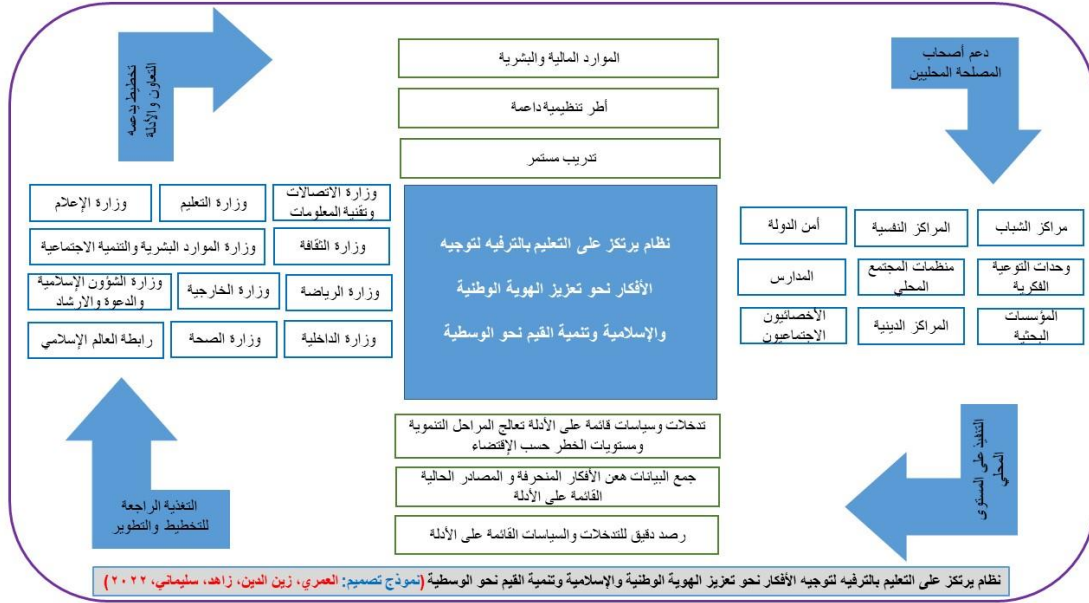 دعم أصحاب
المصلحة المحليين
الموارد المالية والبشرية
أطر تنظيمية داعمة
تدريب مستمر
تخطيط يدعمه
التعاون والأدلة
مراكز الشباب
المراكز النفسية
أمن الدولة
وحدات التوعية
الفكرية
منظمات المجتمع
المحلي
المدارس
المؤسسات
البحثية
المراكز الدينية
الأخصائيون
الاجتماعيون
نظام يرتكز على التعليم بالترفيه لتوجيه
الأفكار نحو تعزيز الهوية الوطنية
والإسلامية وتنمية القيم نحو الوسطية
وزارة الاتصالات
وتقنية المعلومات
وزارة التعليم
وزارة الإعلام
وزارة الثقافة
وزارة الموارد البشرية والتنمية الاجتماعية
وزارة الرياضة
وزارة الخارجية
وزارة الشؤون الإسلامية
والدعوة والارشاد
وزارة الداخلية
وزارة الصحة
رابطة العالم الإسلامي
التنفيذ على المستوى
المحلي
تدخلات وسياسات قائمة على الأدلة تعالج المراحل التنموية
ومستويات الخطر حسب الإقتضاء
جمع البيانات هعن الأفكار المنحرفة و المصادر الحالية
القائمة على الأدلة
رصد دقيق للتدخلات والسياسات القائمة على الأدلة
التغذية الراجعة
للتخطيط والتطوير
نظام يرتكز على التعليم بالترفيه لتوجيه الأفكار نحو تعزيز الهوية الوطنية والإسلامية وتنمية القيم نحو الوسطية (نموذج تصميم: العمري، زين الدين، زاهد، سليماني، ٢٠٢٢)